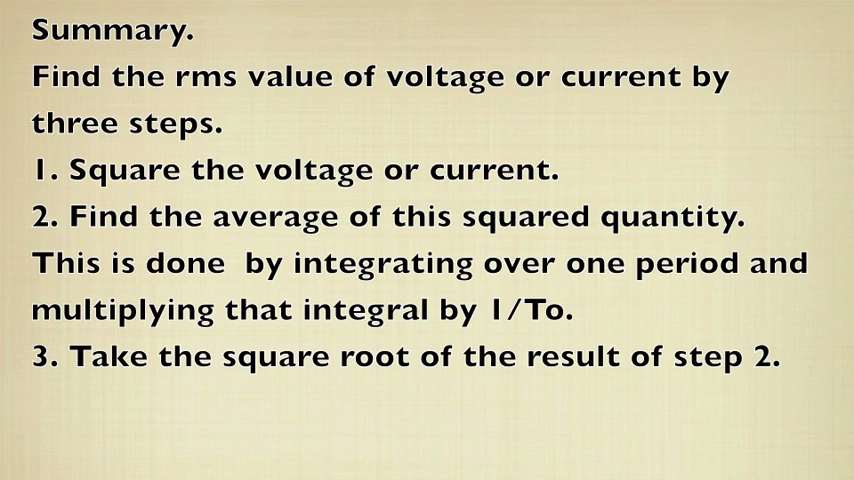 Summary.
Find the rms value of voltage or current by
three steps.
1. Square the voltage or current.
2. Find the average of this squared quantity.
This is done  by integrating over one period and
multiplying that integral by 1/To.
3. Take the square root of the result of step 2.